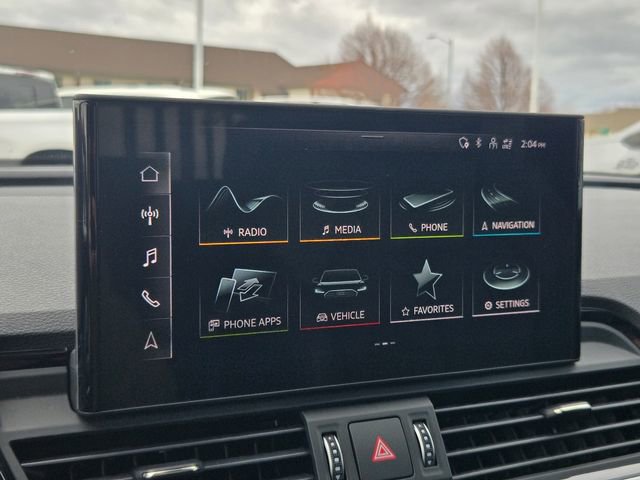 2:04 PM
RADIO
MEDIA
PHONE
NAVIGATION
PHONE APPS
VEHICLE
FAVORITES
SETTINGS